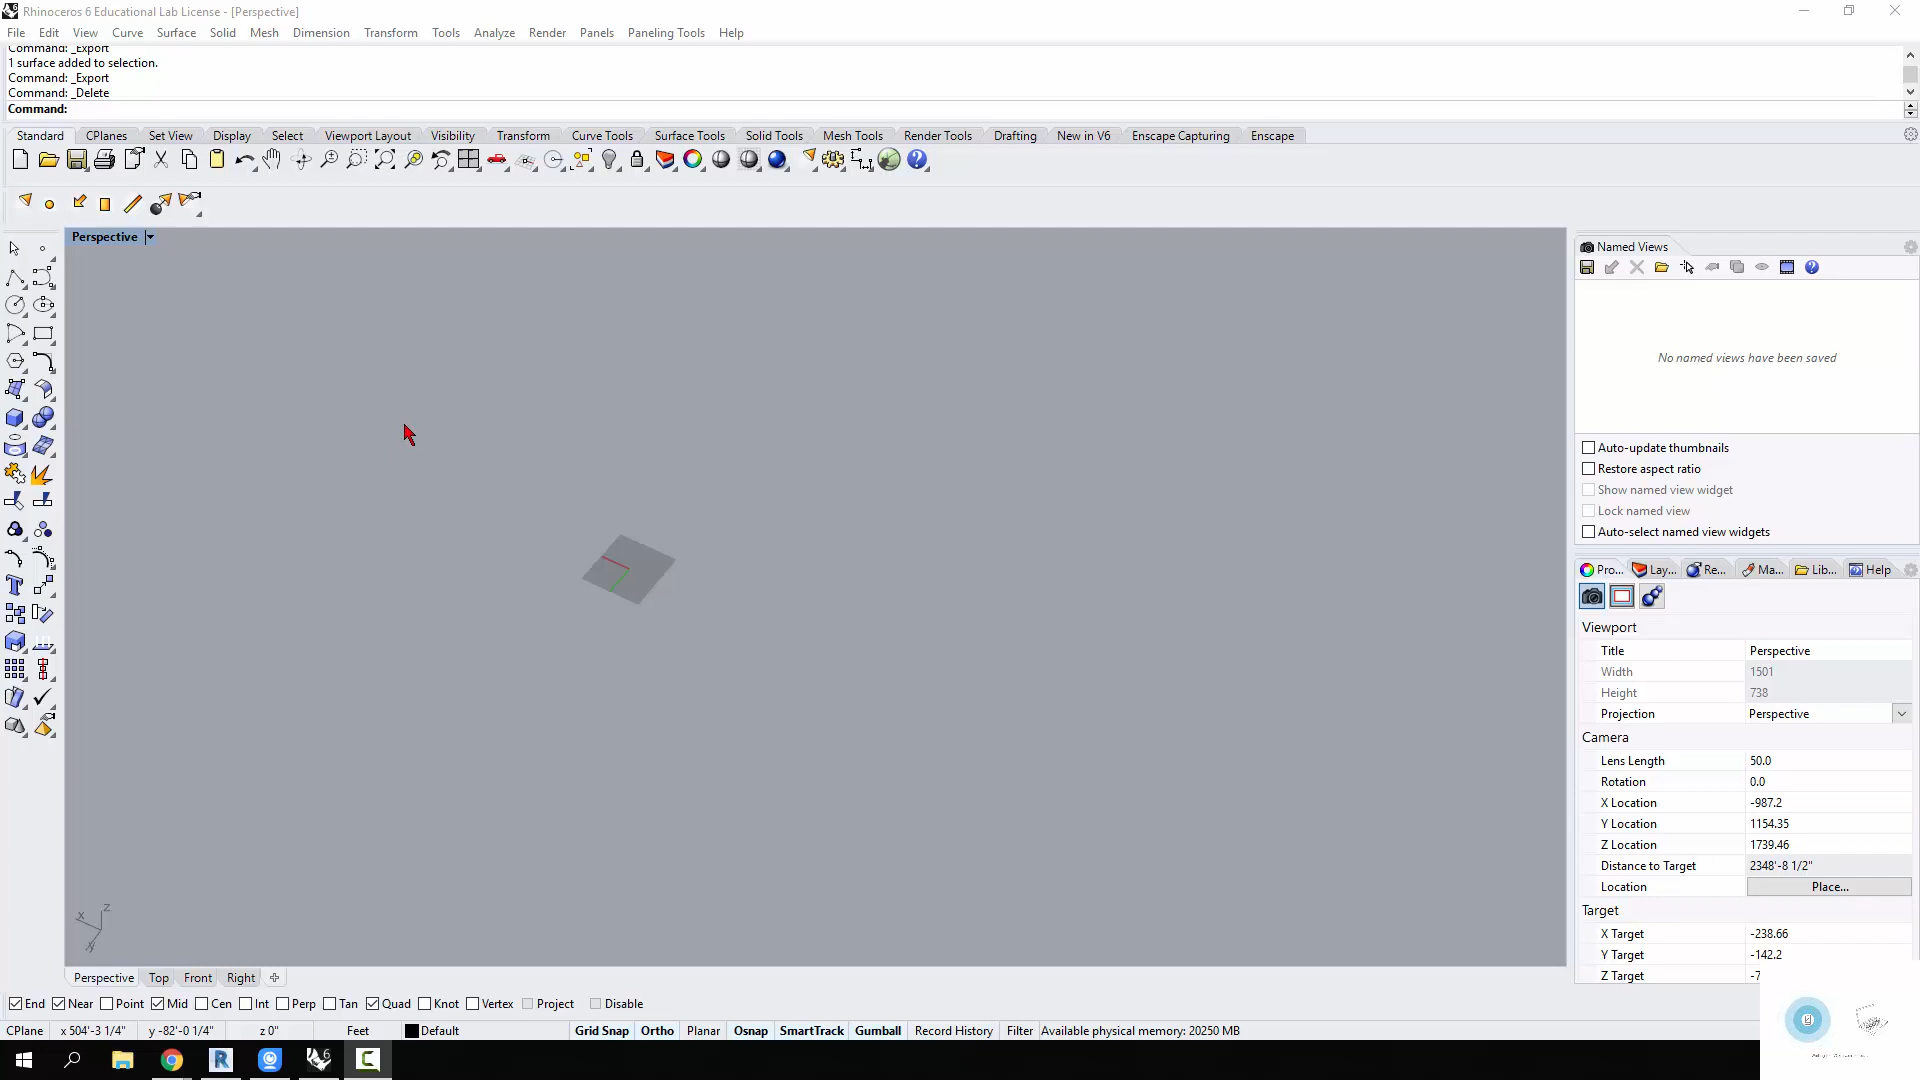 Rhinoceros 6 Educational Lab License - [Perspective]
File Edit View Curve Surface Solid Mesh Dimension Transform Tools Analyze Render Panels Paneling Tools Help
Command: _Export
1 surface added to selection.
Command: _Export
Command: _Delete
Command:
Standard CPlanes Set View Display Select Viewport Layout Visibility Transform Curve Tools Surface Tools Solid Tools Mesh Tools Render Tools Drafting New in V6 Enscape Capturing Enscape
Perspective
Named Views
No named views have been saved
Auto-update thumbnails
Restore aspect ratio
Show named view widget
Lock named view
Auto-select named view widgets
Pro... Lay... Re... Ma... Lib... Help
Viewport
Title Perspective
Width 1501
Height 738
Projection Perspective
Camera
Lens Length 50.0
Rotation 0.0
X Location -987.2
Y Location 1154.35
Z Location 1739.46
Distance to Target 2348'-8 1/2"
Location Place...
Target
X Target -238.66
Y Target -142.2
Z Target -7
z
x
y
Perspective Top Front Right
End Near Point Mid Cen Int Perp Tan Quad Knot Vertex Project Disable
CPlane x 504'-3 1/4" y -82'-0 1/4" z 0" Feet Default Grid Snap Ortho Planar Osnap SmartTrack Gumball Record History Filter Available physical memory: 20250 MB